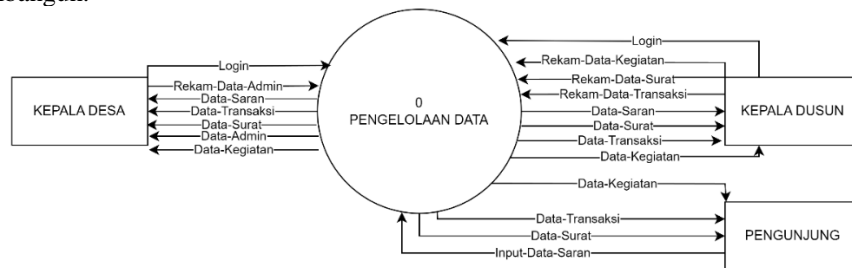 Login
Rekam-Data-Admin
Data-Saran
Data-Transaksi
Data-Surat
Data-Admin
Data-Kegiatan
KEPALA DESA
0
PENGELOLAAN DATA
Login
Rekam-Data-Kegiatan
Rekam-Data-Surat
Rekam-Data-Transaksi
Data-Saran
Data-Surat
Data-Transaksi
Data-Kegiatan
KEPALA DUSUN
Data-Kegiatan
Data-Transaksi
Data-Surat
Input-Data-Saran
PENGUNJUNG